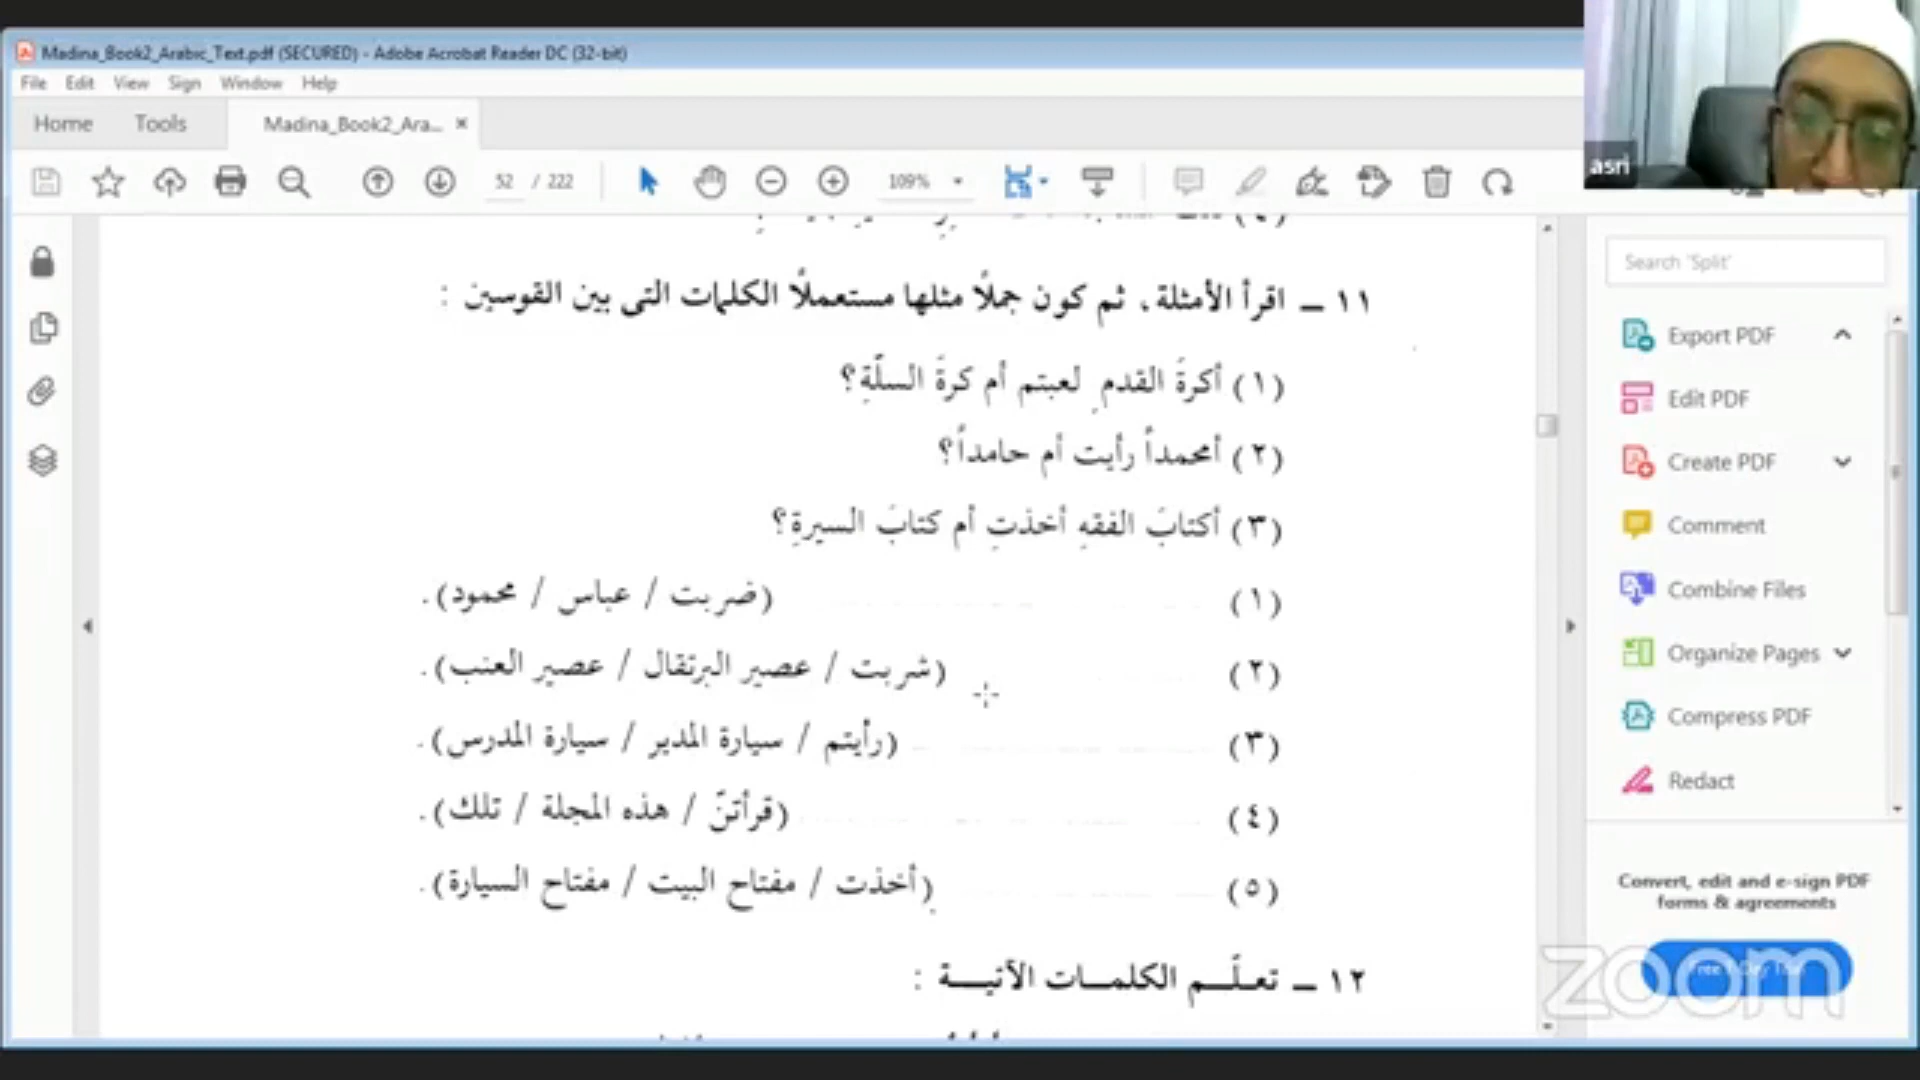 Madina_Book2_Arabic_Text.pdf (SECURED) - Adobe Acrobat Reader DC (32-bit)
File Edit View Sign Window Help
Home Tools Madina_Book2_Ara... ×
52 / 222 109%
asri
١١ ــ اقرأ الأمثلة، ثم كون جملًا مثلها مستعملًا الكلمات التى بين القوسين :
(١) أكرةَ القدمِ لعبتم أم كرةَ السلّةِ؟
(٢) أمحمداً رأيت أم حامداً؟
(٣) أكتابَ الفقهِ أخذتِ أم كتابَ السيرةِ؟
(١) (ضربت / عباس / محمود).
(٢) (شربت / عصير البرتقال / عصير العنب).
(٣) (رأيتم / سيارة المدير / سيارة المدرس).
(٤) (قرأتنّ / هذه المجلة / تلك).
(٥) (أخذتِ / مفتاح البيت / مفتاح السيارة).
١٢ ــ تعلّم الكلمات الآتية :
Search 'Split'
Export PDF
Edit PDF
Create PDF
Comment
Combine Files
Organize Pages
Compress PDF
Redact
Convert, edit and e-sign PDF
forms & agreements
zoom